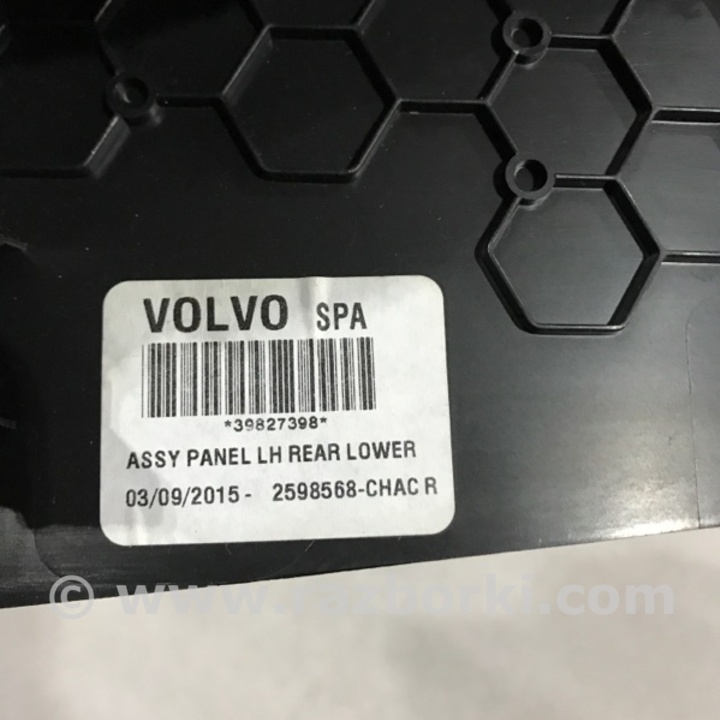 VOLVO SPA
*39827398*
ASSY PANEL LH REAR LOWER
03/09/2015 - 2598568-CHAC R
© www.razborki.com